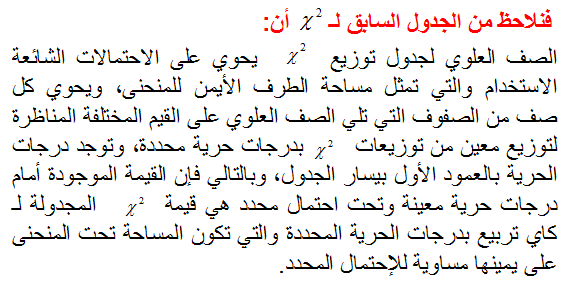 فنلاحظ من الجدول السابق لـ χ² أن:
الصف العلوي لجدول توزيع χ² يحوي على الاحتمالات الشائعة
الاستخدام والتي تمثل مساحة الطرف الأيمن للمنحنى، ويحوي كل
صف من الصفوف التي تلي الصف العلوي على القيم المختلفة المناظرة
لتوزيع معين من توزيعات χ² بدرجات حرية محددة، وتوجد درجات
الحرية بالعمود الأول بيسار الجدول، وبالتالي فإن القيمة الموجودة أمام
درجات حرية معينة وتحت احتمال محدد هي قيمة χ² المجدولة لـ
كاي تربيع بدرجات الحرية المحددة والتي تكون المساحة تحت المنحنى
على يمينها مساوية للإحتمال المحدد.